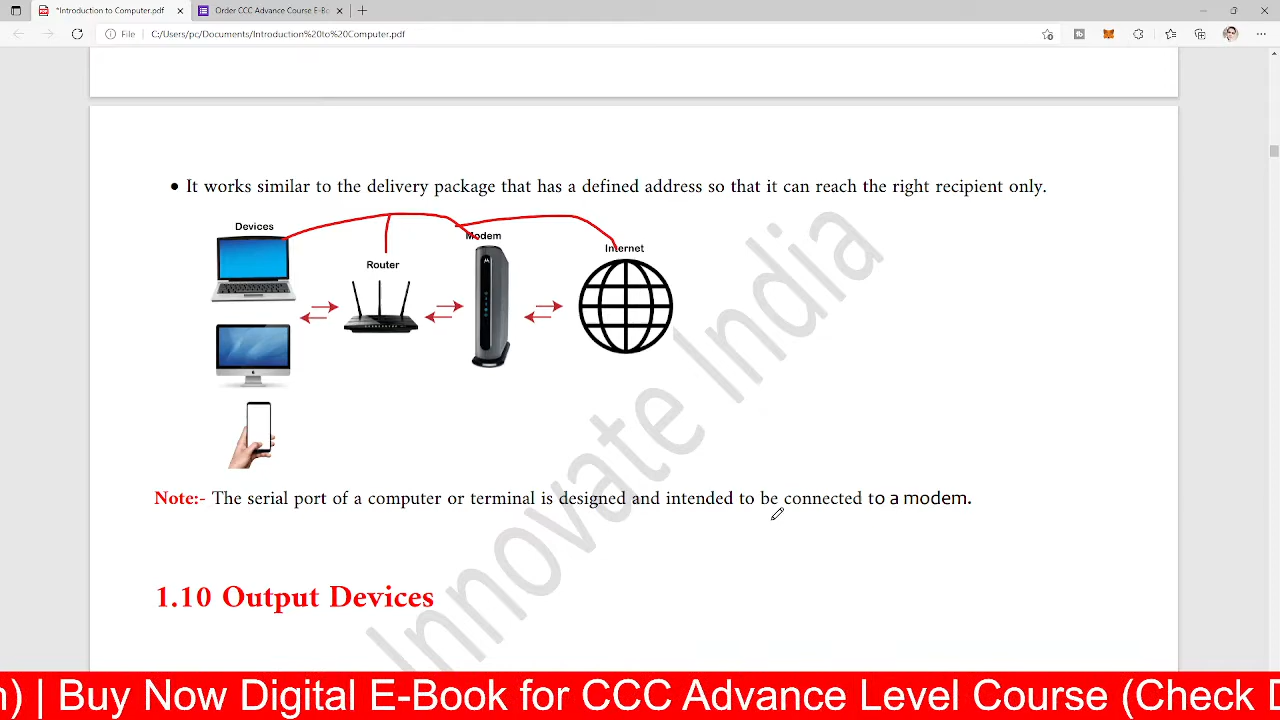 *Introduction to Computer.pdf
Order CCC Advance Course E-Bo
File
C:/Users/pc/Documents/Introduction%20to%20Computer.pdf
• It works similar to the delivery package that has a defined address so that it can reach the right recipient only.
Devices
Router
Modem
Internet
Note:- The serial port of a computer or terminal is designed and intended to be connected to a modem.
1.10 Output Devices
Innovate India
n) | Buy Now Digital E-Book for CCC Advance Level Course (Check D